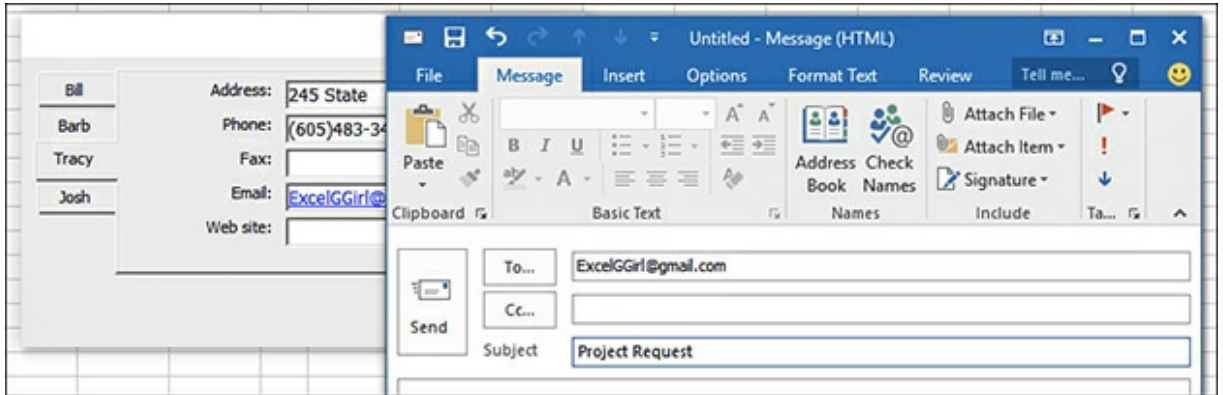 Bill
Barb
Tracy
Josh
Address: 245 State
Phone: (605)483-34
Fax:
Email: ExcelGGirl@
Web site:
Untitled - Message (HTML)
File Message Insert Options Format Text Review Tell me...
Paste
B I U
A
Address Book
Check Names
Attach File
Attach Item
Signature
Clipboard Basic Text Names Include Ta...
Send
To... ExcelGGirl@gmail.com
Cc...
Subject Project Request